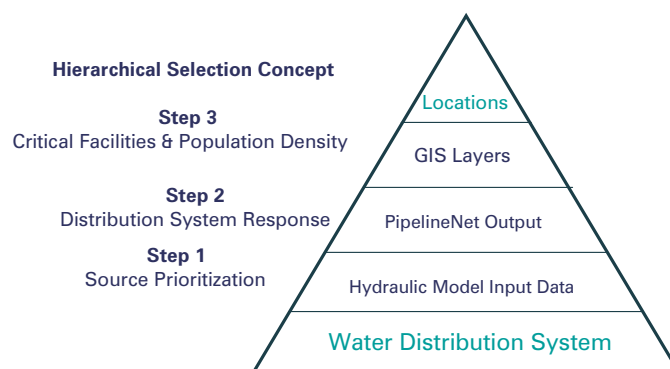 Hierarchical Selection Concept
Locations
Step 3
Critical Facilities & Population Density
GIS Layers
Step 2
Distribution System Response
PipelineNet Output
Step 1
Source Prioritization
Hydraulic Model Input Data
Water Distribution System